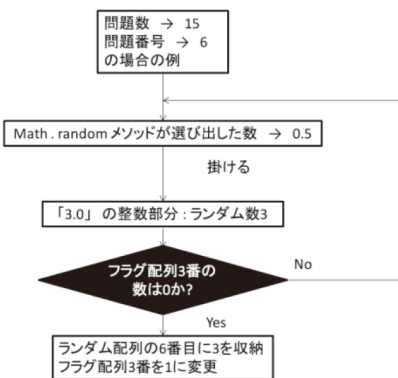 問題数 → 15
問題番号 → 6
の場合の例
Math . random メソッドが選び出した数 → 0.5
掛ける
「3.0」の整数部分 : ランダム数3
フラグ配列3番の
数は0か?
No
Yes
ランダム配列の6番目に3を収納
フラグ配列3番を1に変更